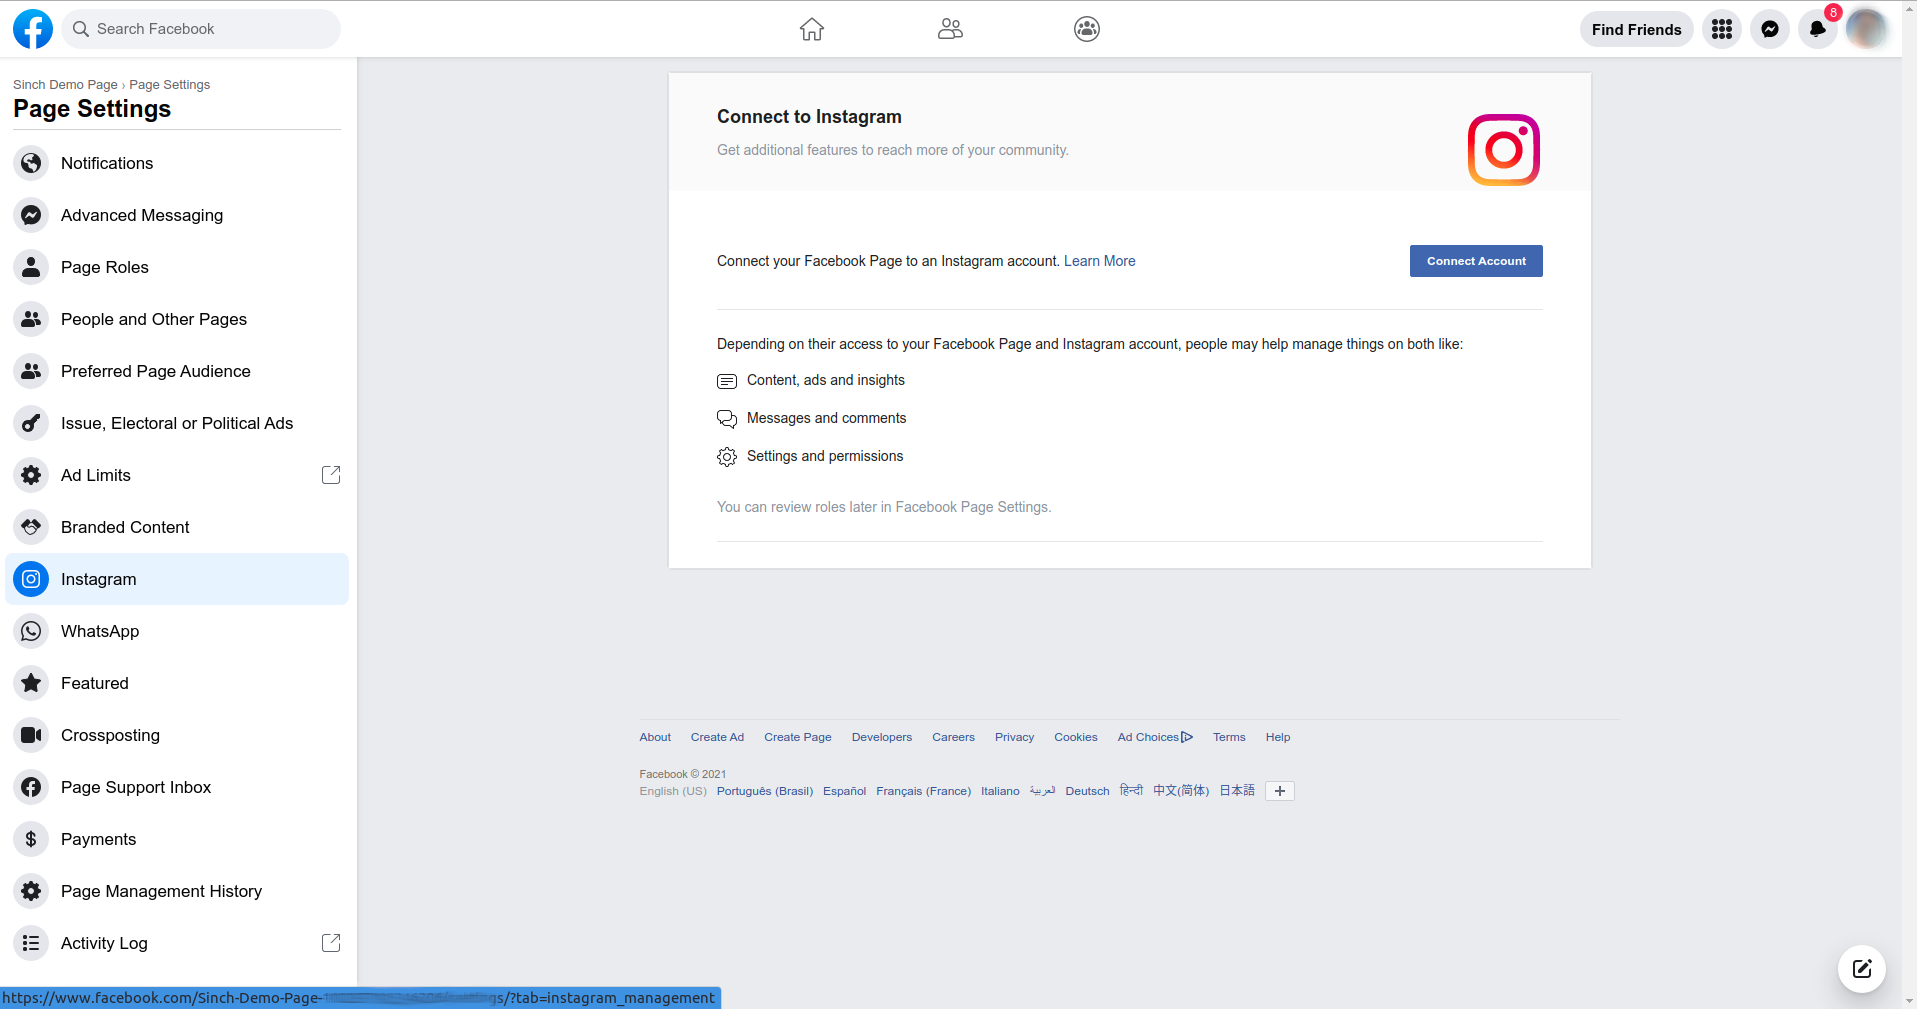 Search Facebook
Find Friends
8
Sinch Demo Page › Page Settings
Page Settings
Notifications
Advanced Messaging
Page Roles
People and Other Pages
Preferred Page Audience
Issue, Electoral or Political Ads
Ad Limits
Branded Content
Instagram
WhatsApp
Featured
Crossposting
Page Support Inbox
Payments
Page Management History
Activity Log
Connect to Instagram
Get additional features to reach more of your community.
Connect your Facebook Page to an Instagram account. Learn More
Connect Account
Depending on their access to your Facebook Page and Instagram account, people may help manage things on both like:
Content, ads and insights
Messages and comments
Settings and permissions
You can review roles later in Facebook Page Settings.
About Create Ad Create Page Developers Careers Privacy Cookies Ad Choices Terms Help
Facebook © 2021
English (US) Português (Brasil) Español Français (France) Italiano العربية Deutsch हिन्दी 中文(简体) 日本語 +
https://www.facebook.com/Sinch-Demo-Page- /?tab=instagram_management